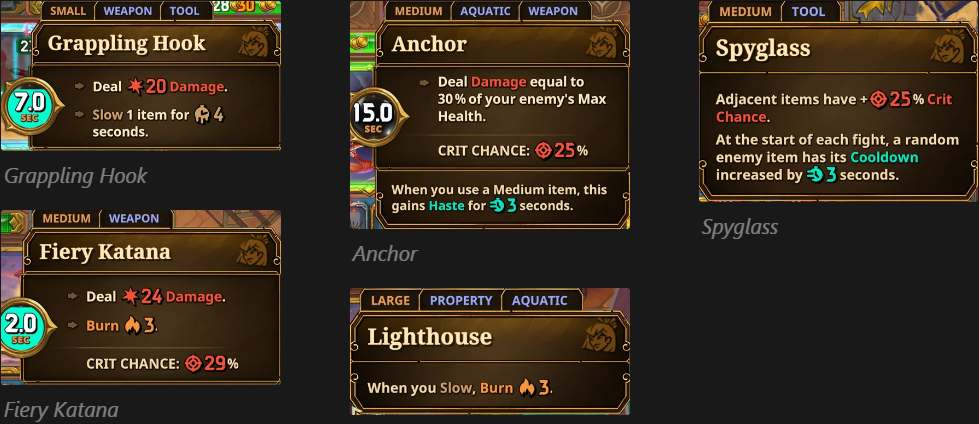 SMALL WEAPON TOOL
28 30
Grappling Hook
7.0
SEC
Deal 20 Damage.
Slow 1 item for 4
seconds.
Grappling Hook
MEDIUM WEAPON
Fiery Katana
2.0
SEC
Deal 24 Damage.
Burn 3.
CRIT CHANCE: 29%
Fiery Katana
MEDIUM AQUATIC WEAPON
Anchor
15.0
SEC
Deal Damage equal to
30% of your enemy's Max
Health.
CRIT CHANCE: 25%
When you use a Medium item, this
gains Haste for 3 seconds.
Anchor
LARGE PROPERTY AQUATIC
Lighthouse
When you Slow, Burn 3.
MEDIUM TOOL
Spyglass
Adjacent items have + 25% Crit
Chance.
At the start of each fight, a random
enemy item has its Cooldown
increased by 3 seconds.
Spyglass